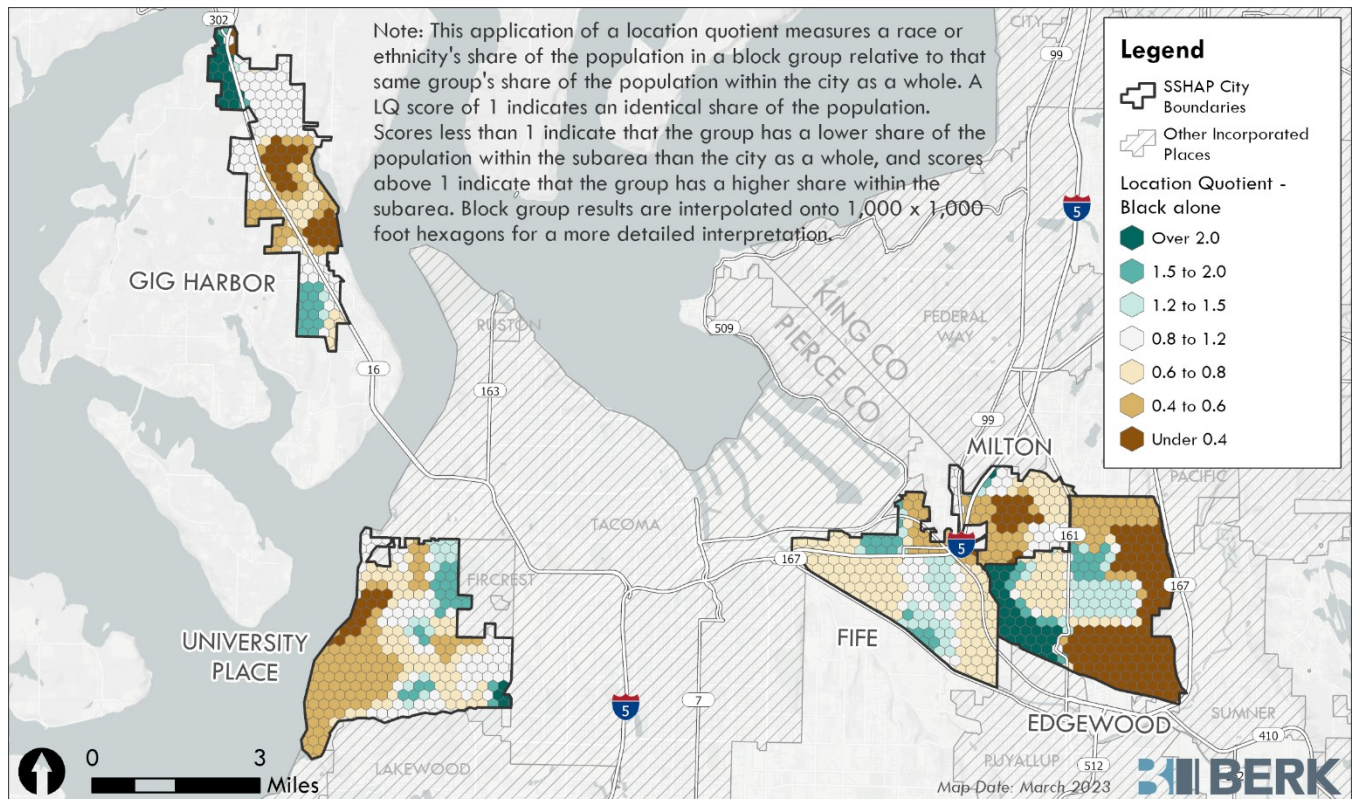 302
Note: This application of a location quotient measures a race or
ethnicity's share of the population in a block group relative to that
same group's share of the population within the city as a whole. A
LQ score of 1 indicates an identical share of the population.
Scores less than 1 indicate that the group has a lower share of the
population within the subarea than the city as a whole, and scores
above 1 indicate that the group has a higher share within the
subarea. Block group results are interpolated onto 1,000 x 1,000
foot hexagons for a more detailed interpretation.
CITY
99
5
Legend
SSHAP City
Boundaries
Other Incorporated
Places
Location Quotient -
Black alone
Over 2.0
1.5 to 2.0
1.2 to 1.5
0.8 to 1.2
0.6 to 0.8
0.4 to 0.6
Under 0.4
GIG HARBOR
RUSTON
KING CO
PIERCE CO
FEDERAL
WAY
509
16
163
99
MILTON
PACIFIC
TACOMA
161
5
167
167
FIRCREST
UNIVERSITY
PLACE
FIFE
5
7
EDGEWOOD
SUMNER
410
PUYALLUP
512
LAKEWOOD
0
3
Miles
Map Date: March 2023
BERK